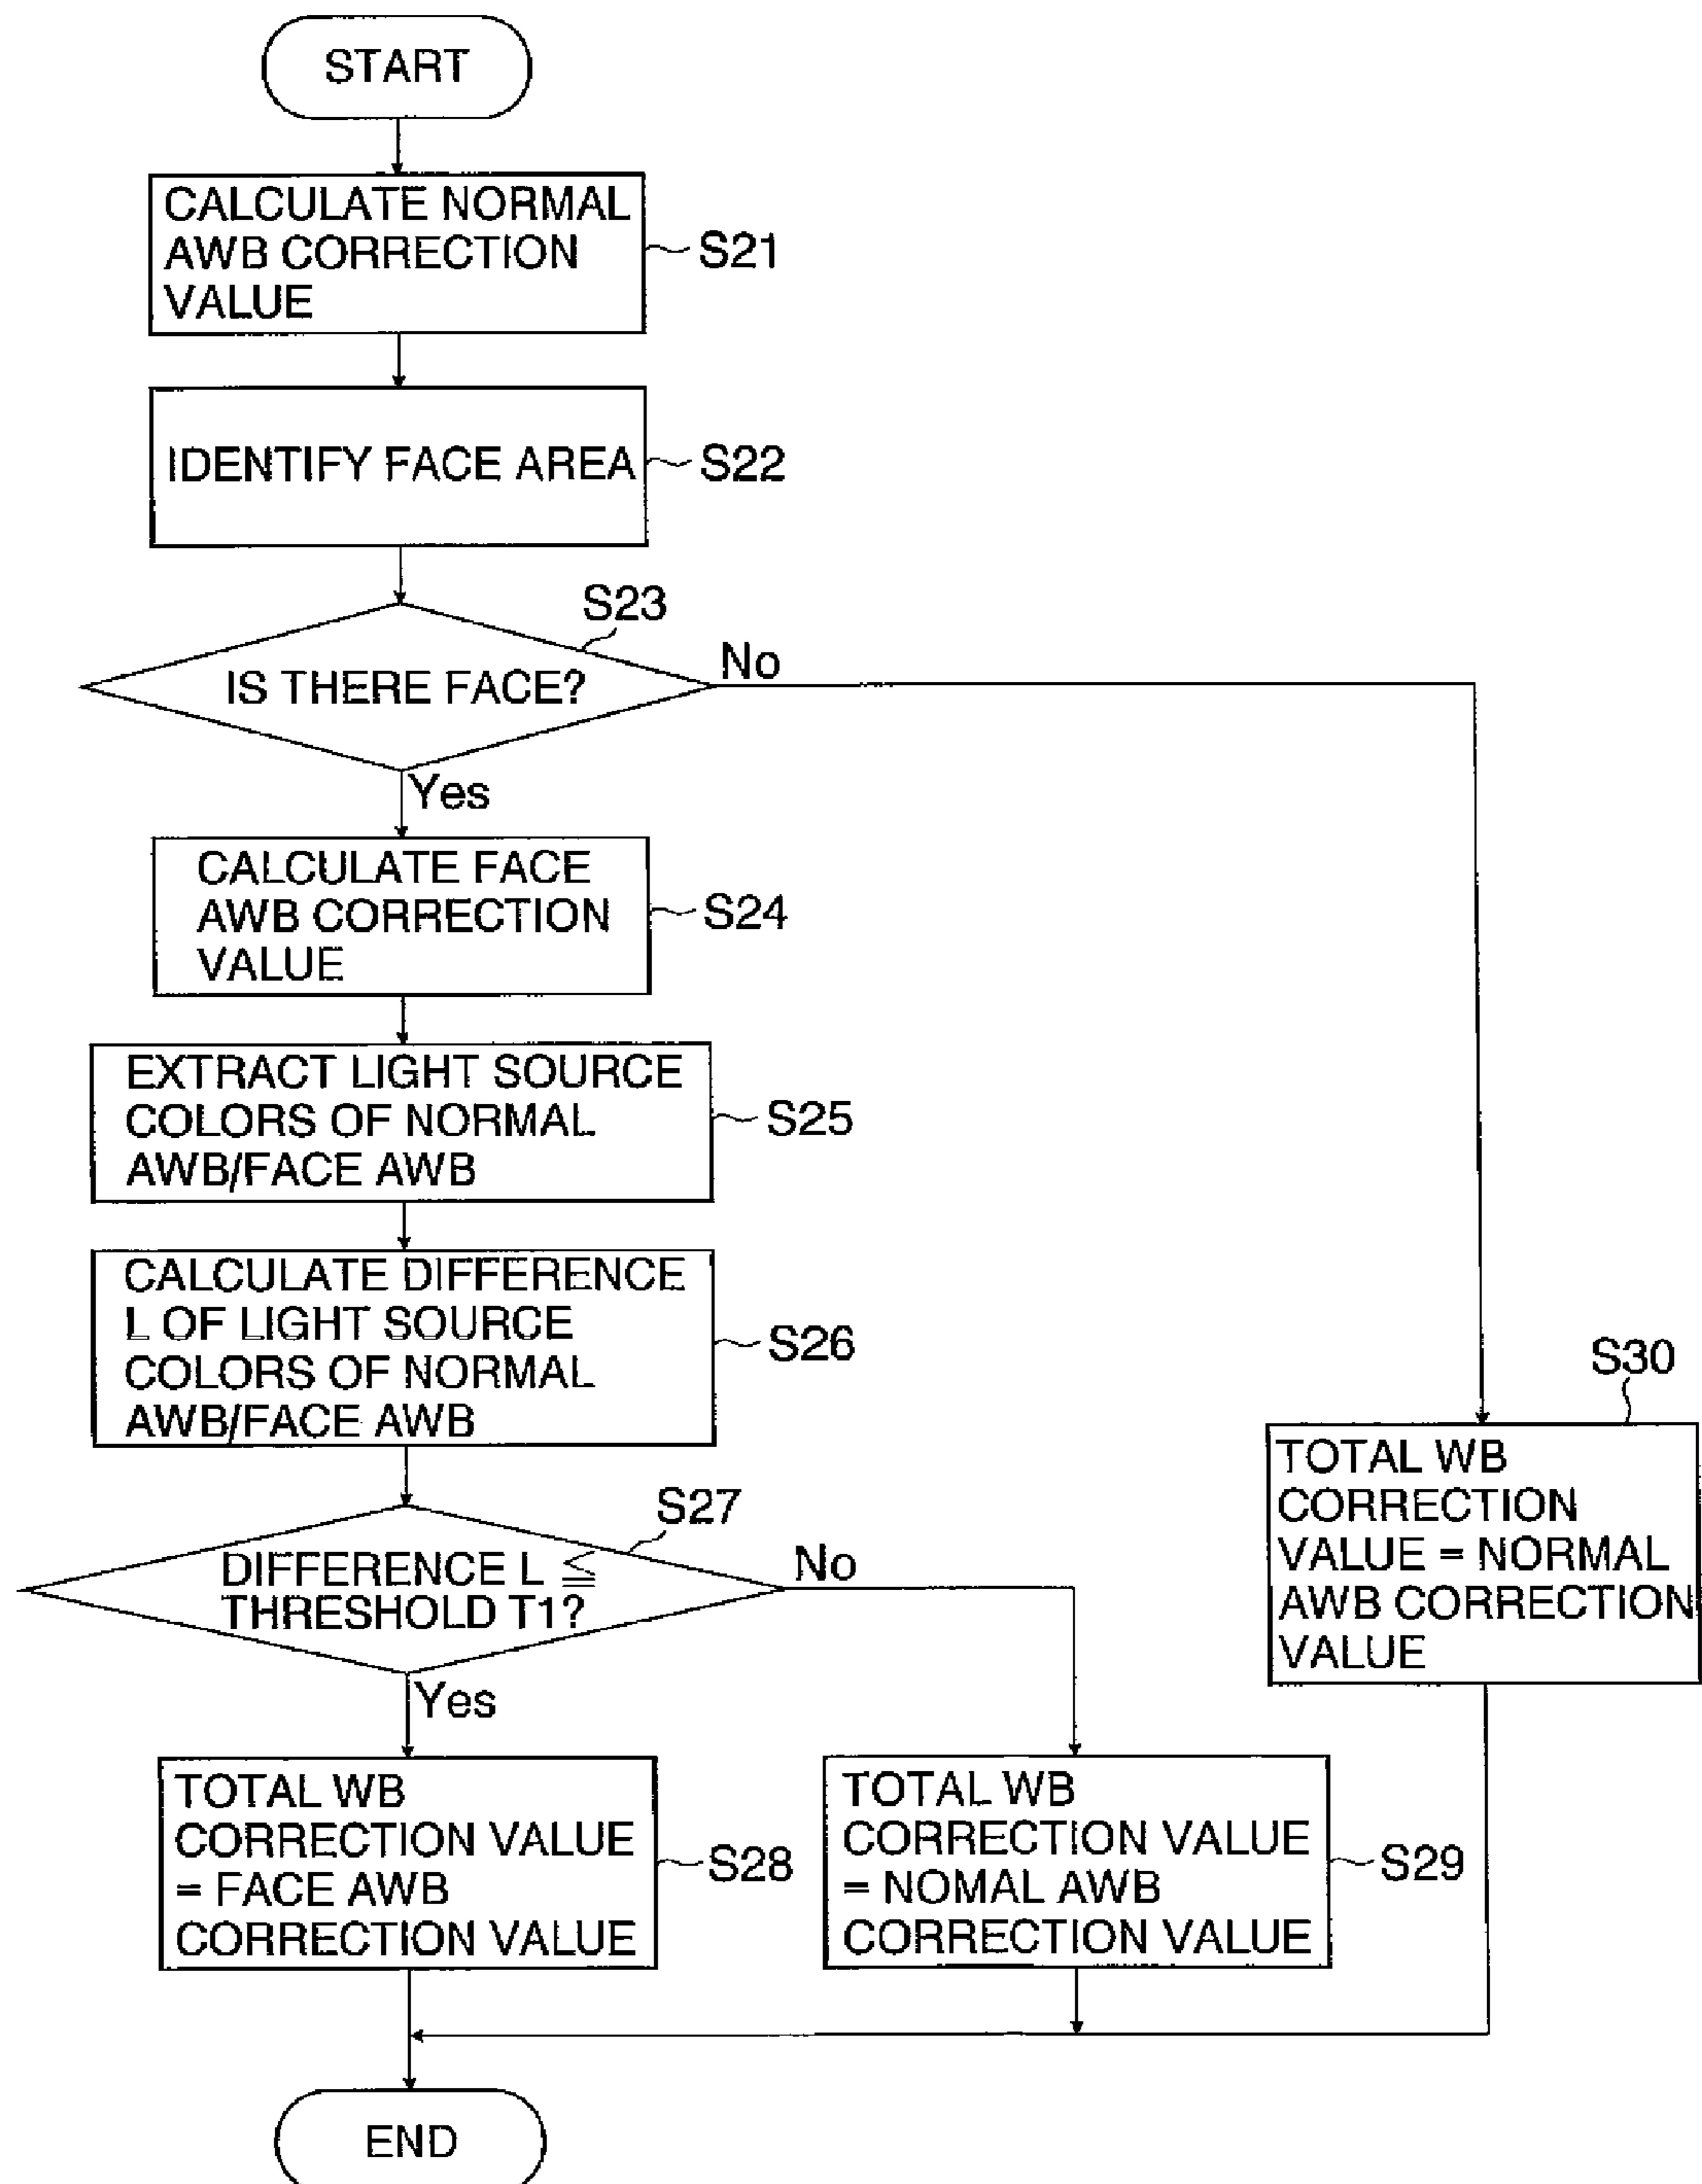 START
CALCULATE NORMAL
AWB CORRECTION
VALUE
S21
IDENTIFY FACE AREA
S22
S23
IS THERE FACE?
No
Yes
CALCULATE FACE
AWB CORRECTION
VALUE
S24
EXTRACT LIGHT SOURCE
COLORS OF NORMAL
AWB/FACE AWB
S25
CALCULATE DIFFERENCE
L OF LIGHT SOURCE
COLORS OF NORMAL
AWB/FACE AWB
S26
S27
DIFFERENCE L ≦
THRESHOLD T1?
No
Yes
S30
TOTAL WB
CORRECTION
VALUE = NORMAL
AWB CORRECTION
VALUE
TOTAL WB
CORRECTION VALUE
= FACE AWB
CORRECTION VALUE
S28
TOTAL WB
CORRECTION VALUE
= NOMAL AWB
CORRECTION VALUE
S29
END